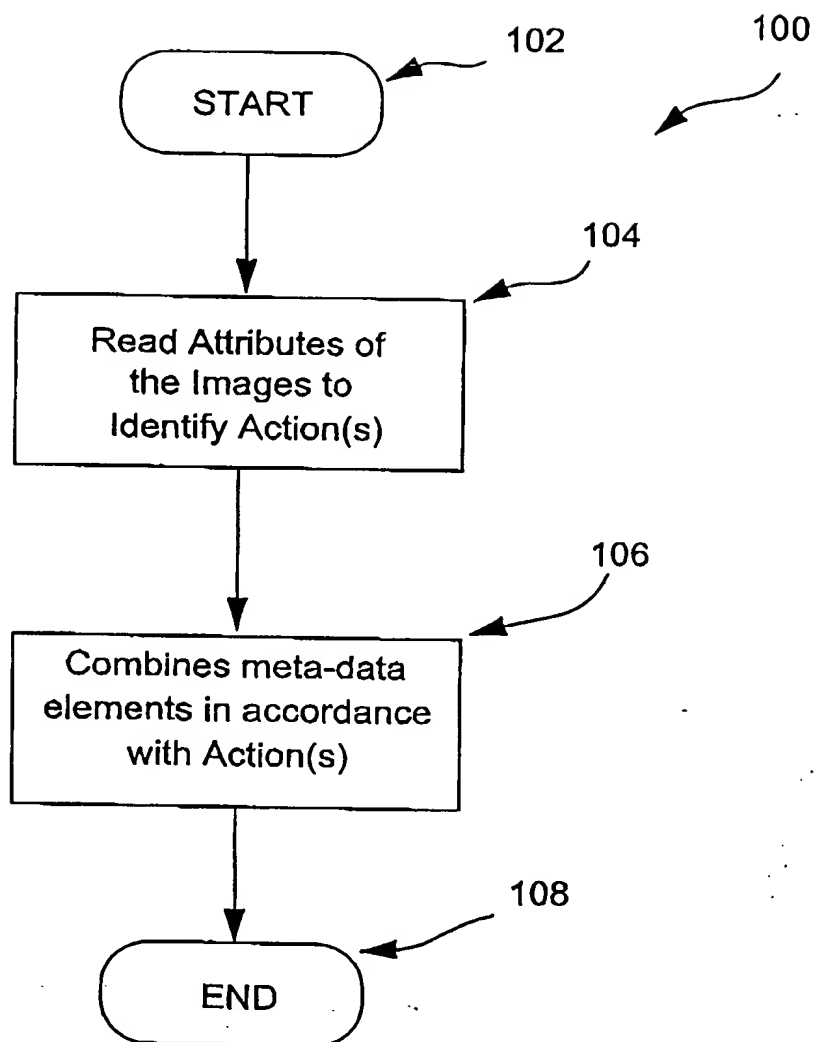 102
100
START
104
Read Attributes of
the Images to
Identify Action(s)
106
Combines meta-data
elements in accordance
with Action(s)
108
END